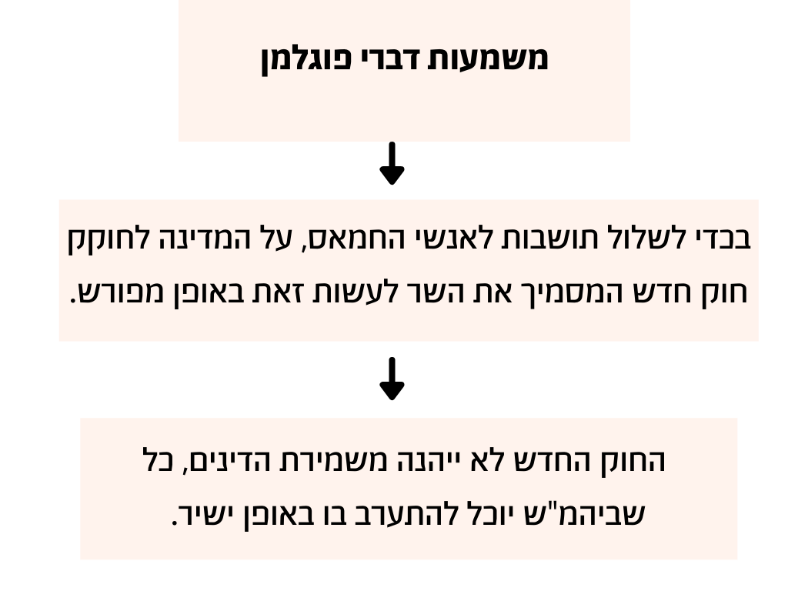 משמעות דברי פוגלמן
בכדי לשלול תושבות לאנשי החמאס, על המדינה לחוקק
חוק חדש המסמיך את השר לעשות זאת באופן מפורש.
החוק החדש לא ייהנה משמירת הדינים, כל
שביהמ"ש יוכל להתערב בו באופן ישיר.